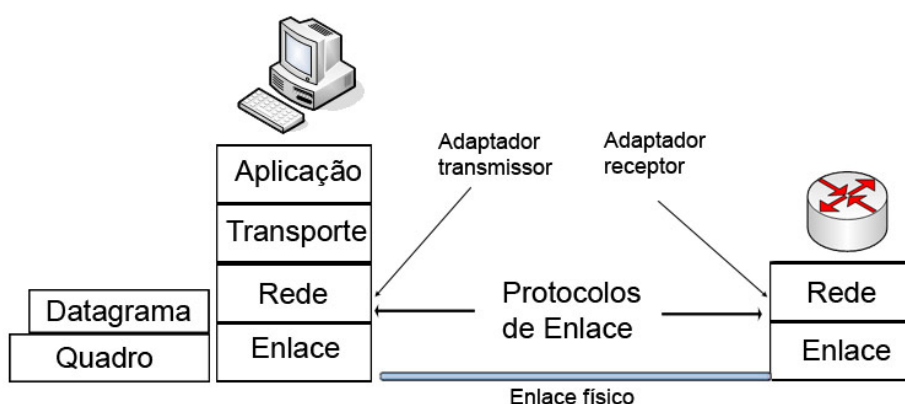 Adaptador
transmissor
Adaptador
receptor
Aplicação
Transporte
Rede
Enlace
Datagrama
Quadro
Protocolos
de Enlace
Rede
Enlace
Enlace físico